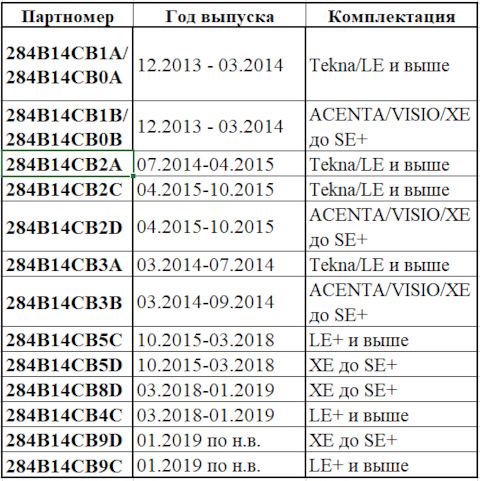 Партномер Год выпуска Комплектация
284B14CB1A/
284B14CB0A 12.2013 - 03.2014 Tekna/LE и выше
284B14CB1B/
284B14CB0B 12.2013 - 03.2014 ACENTA/VISIO/XE
до SE+
284B14CB2A 07.2014-04.2015 Tekna/LE и выше
284B14CB2C 04.2015-10.2015 Tekna/LE и выше
284B14CB2D 04.2015-10.2015 ACENTA/VISIO/XE
до SE+
284B14CB3A 03.2014-07.2014 Tekna/LE и выше
284B14CB3B 03.2014-09.2014 ACENTA/VISIO/XE
до SE+
284B14CB5C 10.2015-03.2018 LE+ и выше
284B14CB5D 10.2015-03.2018 XE до SE+
284B14CB8D 03.2018-01.2019 XE до SE+
284B14CB4C 03.2018-01.2019 LE+ и выше
284B14CB9D 01.2019 по н.в. XE до SE+
284B14CB9C 01.2019 по н.в. LE+ и выше